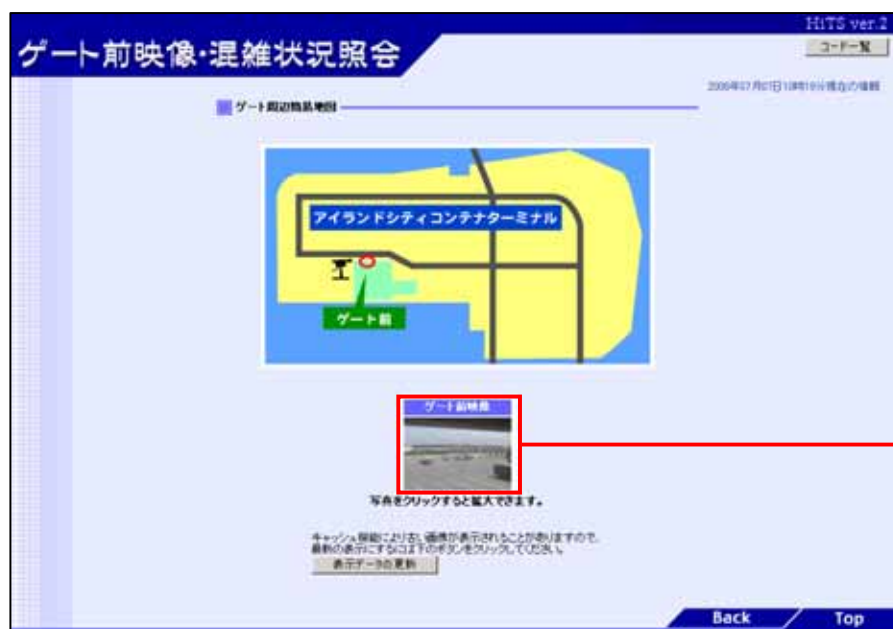 HiTS ver.2
ゲート前映像・混雑状況照会
コード一覧
ゲート周辺簡易地図
アイランドシティコンテナターミナル
ゲート前
ゲート前映像
写真をクリックすると拡大できます。
キャッシュ機能により古い画像が表示されることがありますので、
最新の表示にするには下のボタンをクリックしてください。
表示データの更新
Back
Top